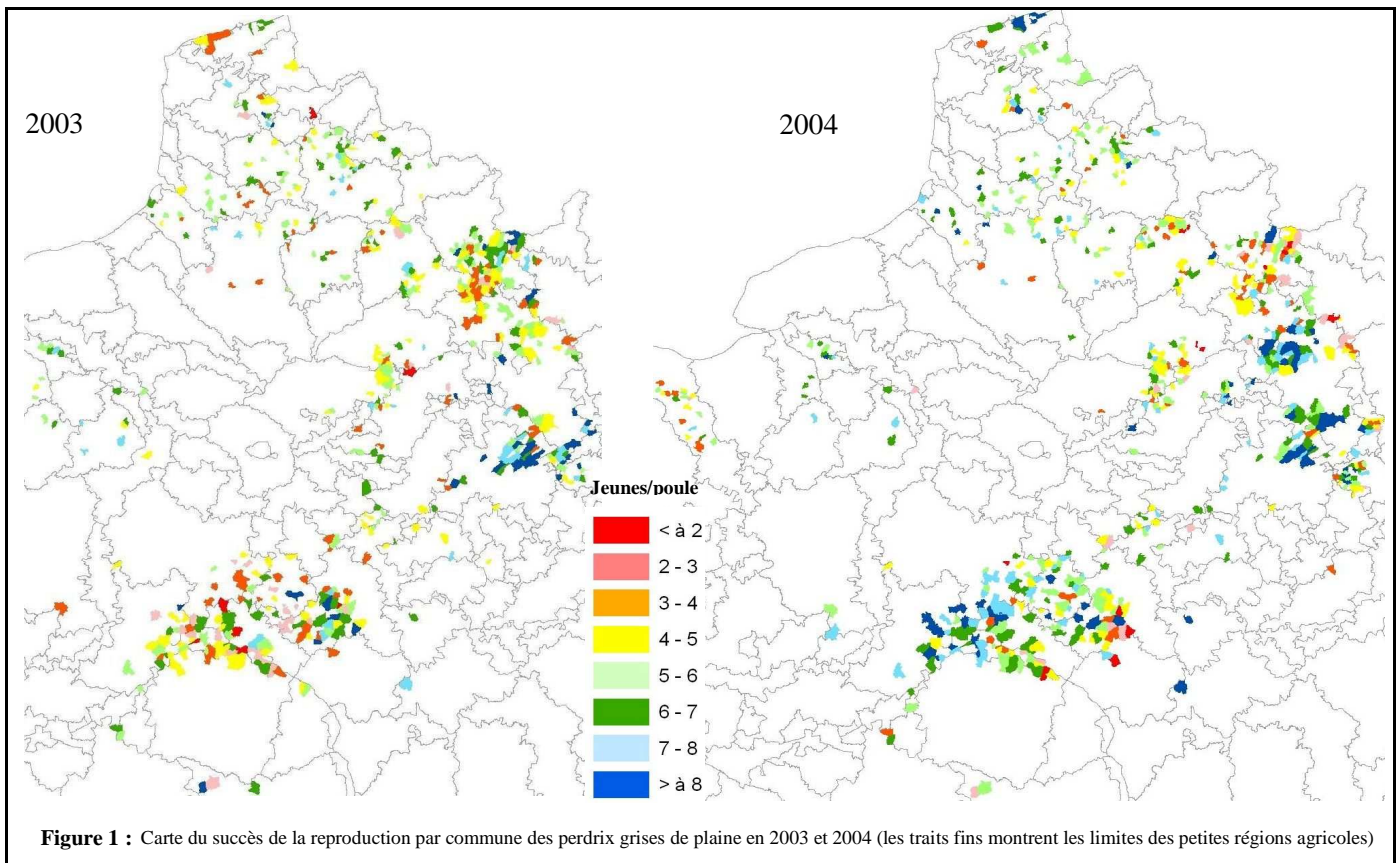 2003
2004
Jeunes/poule
< à 2
2 - 3
3 - 4
4 - 5
5 - 6
6 - 7
7 - 8
> à 8
Figure 1 : Carte du succès de la reproduction par commune des perdrix grises de plaine en 2003 et 2004 (les traits fins montrent les limites des petites régions agricoles)